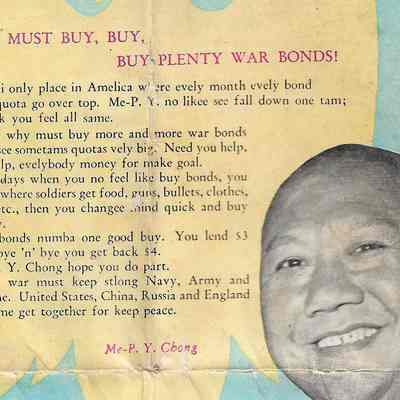 MUST BUY, BUY,
BUY PLENTY WAR BONDS!
i only place in Amelica where evely month evely bond
quota go over top. Me-P. Y. no likee see fall down one tam;
k you feel all same.
why must buy more and more war bonds
see sometams quotas vely big. Need you help,
lp, evelybody money for make goal.
days when you no feel like buy bonds, you
where soldiers get food, guns, bullets, clothes,
etc., then you changee mind quick and buy
y.
bonds numba one good buy. You lend $3
bye 'n' bye you get back $4.
. Y. Chong hope you do part.
war must keep stlong Navy, Army and
ne. United States, China, Russia and England
me get together for keep peace.
Me-P. Y. Chong